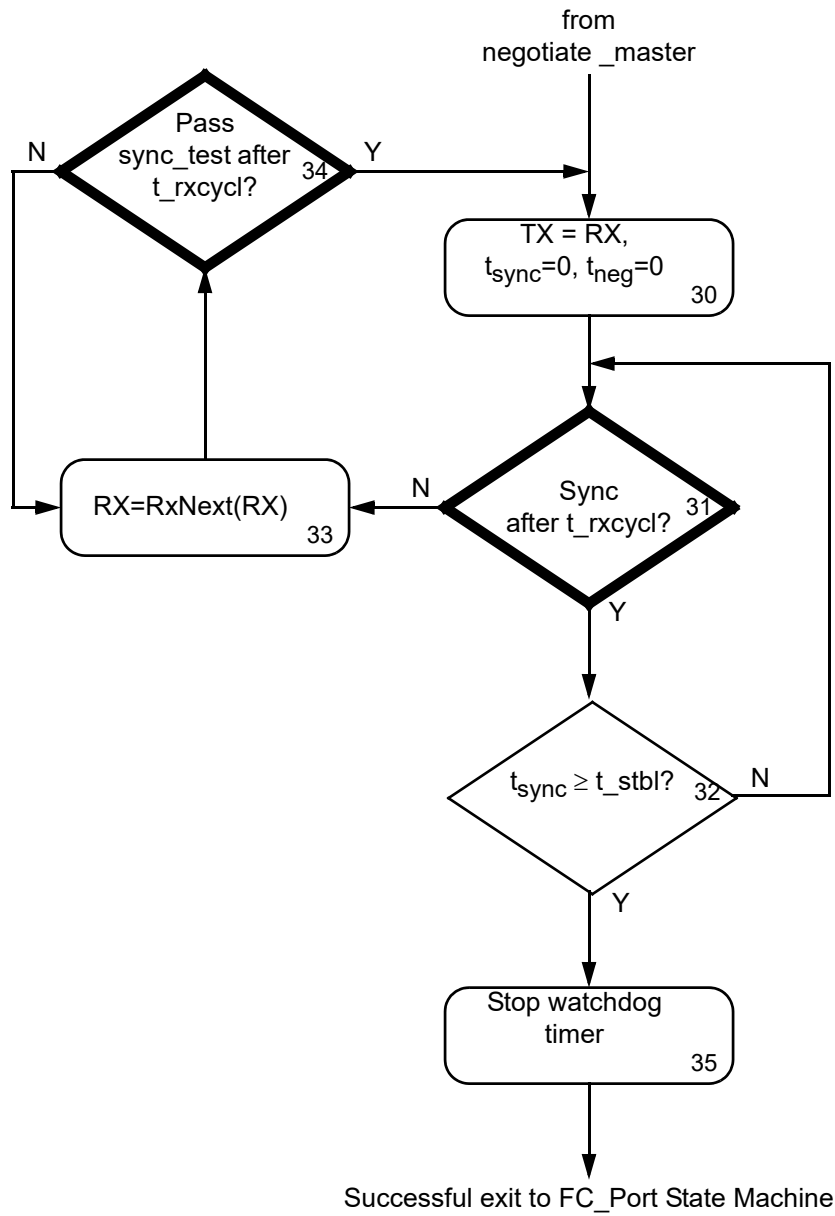 from
negotiate _master
Pass
sync_test after
t_rxcycl?
34
N
Y
TX = RX,
tsync=0, tneg=0
30
RX=RxNext(RX)
33
N
Sync
after t_rxcycl?
31
Y
tsync ≥ t_stbl?
32
N
Y
Stop watchdog
timer
35
Successful exit to FC_Port State Machine